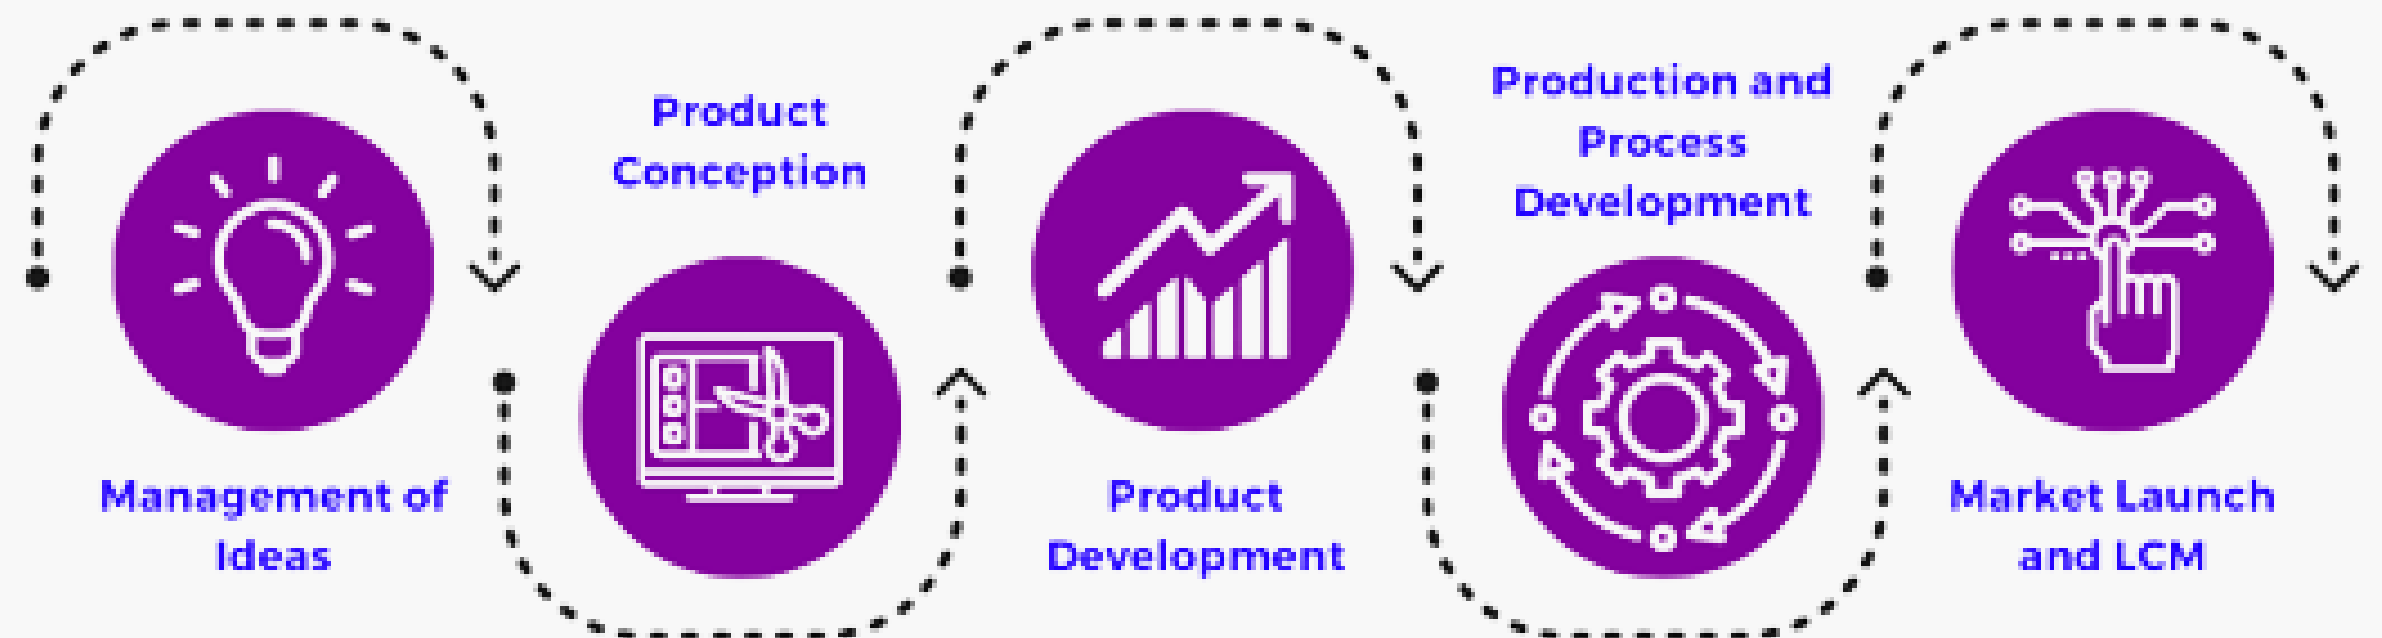 Management of
Ideas
Product
Conception
Product
Development
Production and
Process
Development
Market Launch
and LCM